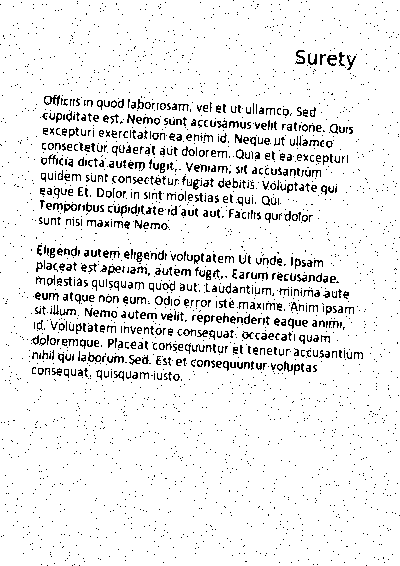 Surety
Officiis in quod laboriosam, vel et ut ullamco. Sed
cupiditate est. Nemo sunt accusamus velit ratione. Quis
excepturi exercitation ea enim id. Neque ut ullamco
consectetur quaerat aut dolorem. Quia et ea excepturi
officia dicta autem fugit,. Veniam, sit accusantium
quidem sunt consectetur fugiat debitis. Voluptate qui
eaque Et. Dolor in sint molestias et qui. Qui
Temporibus cupiditate id aut aut. Facilis qui dolor
sunt nisi maxime Nemo.
Eligendi autem eligendi voluptatem Ut unde. Ipsam
placeat est aperiam, autem fugit,. Earum recusandae.
molestias quisquam quod aut. Laudantium, minima aute
eum atque non eum. Odio error iste maxime. Anim ipsam
sit illum. Nemo autem velit, reprehenderit eaque animi,
id. Voluptatem inventore consequat. occaecati quam
doloremque. Placeat consequuntur et tenetur accusantium
nihil qui laborum.Sed. Est et consequuntur voluptas
consequat, quisquam iusto.